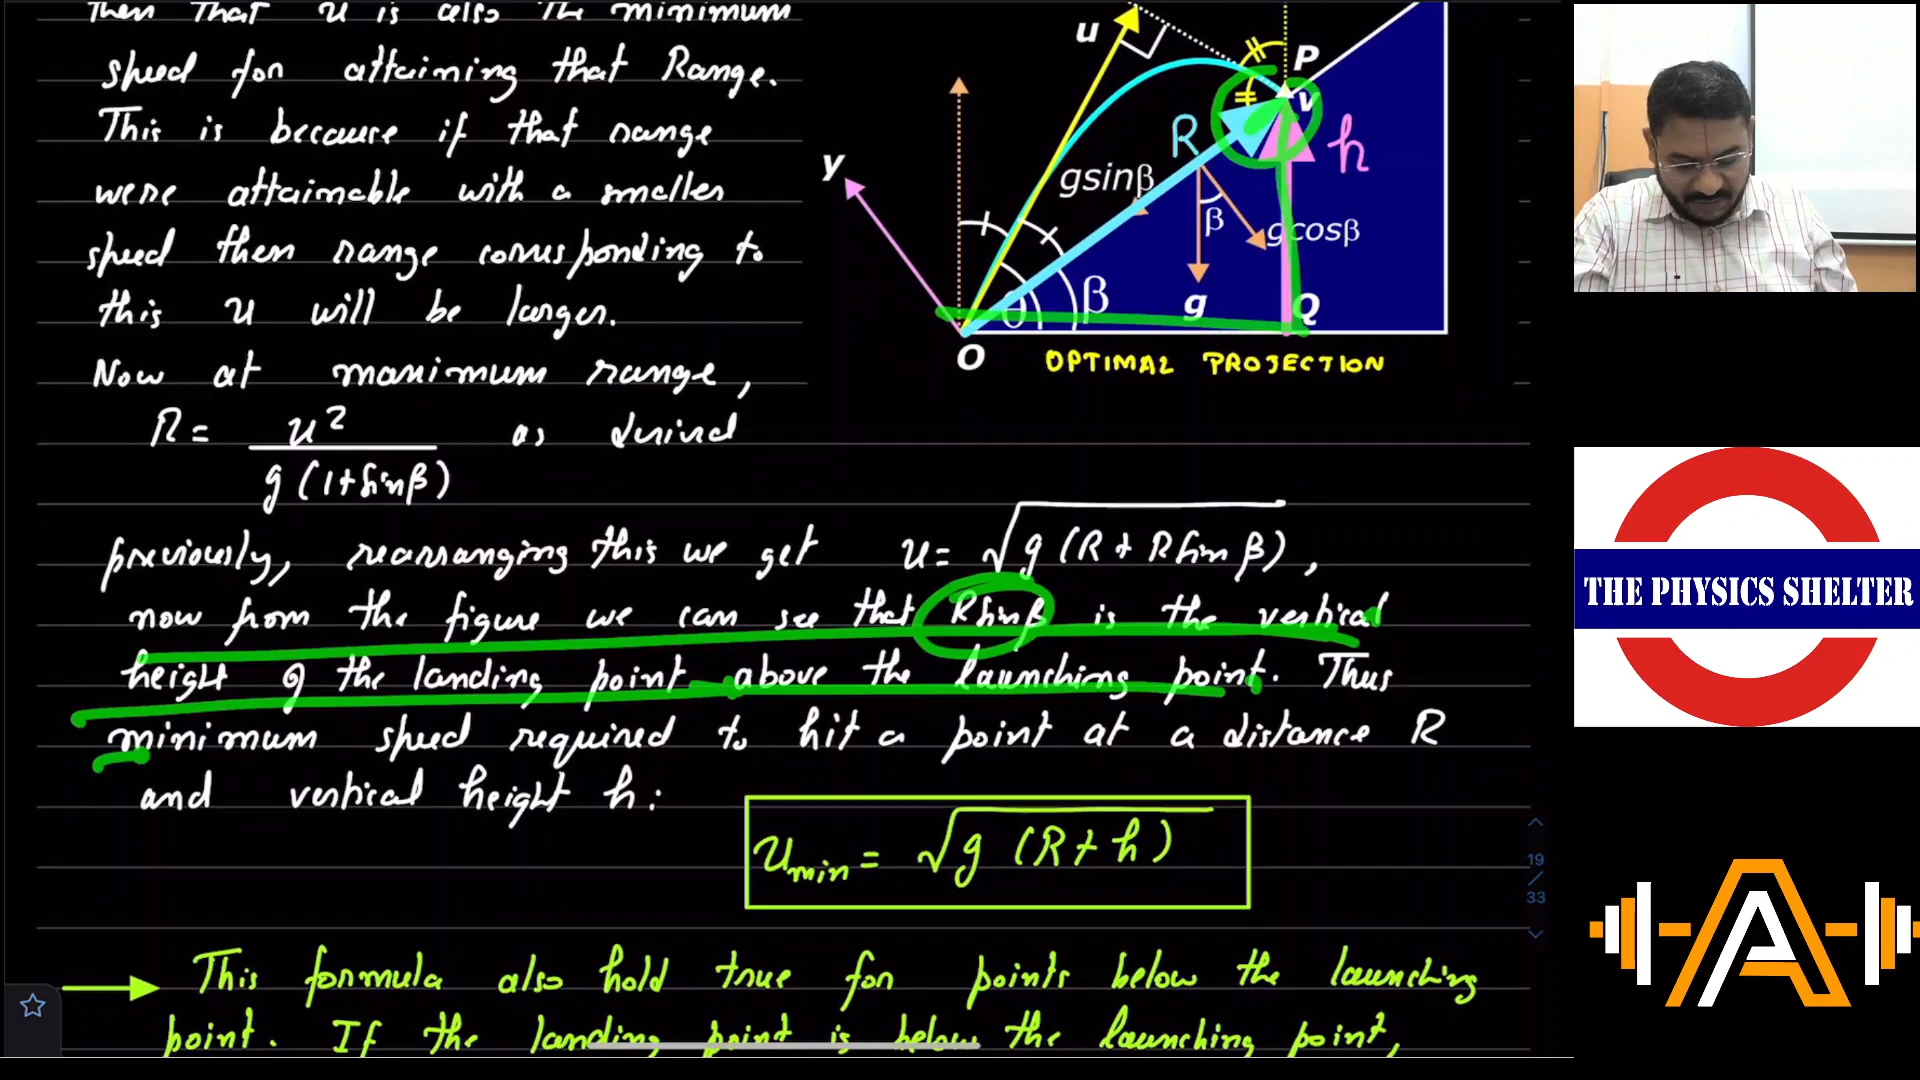 Then that u is also the minimum
speed for attaining that Range.
This is because if that range
were attainable with a smaller
speed then range corresponding to
this u will be larger.
Now at maximum range,
R = u² / g(1+sinβ) as derived
previously, rearranging this we get u = √g(R + Rsinβ),
now from the figure we can see that Rsinβ is the vertical
height of the landing point above the launching point. Thus
minimum speed required to hit a point at a distance R
and vertical height h:
u min = √g (R + h)
This formula also hold true for points below the launching
point. If the landing point is below the launching point,
u
P
v
R
h
y
gsinβ
β
gcosβ
θ
β
g
Q
O
OPTIMAL PROJECTION
19
/
33
THE PHYSICS SHELTER
A